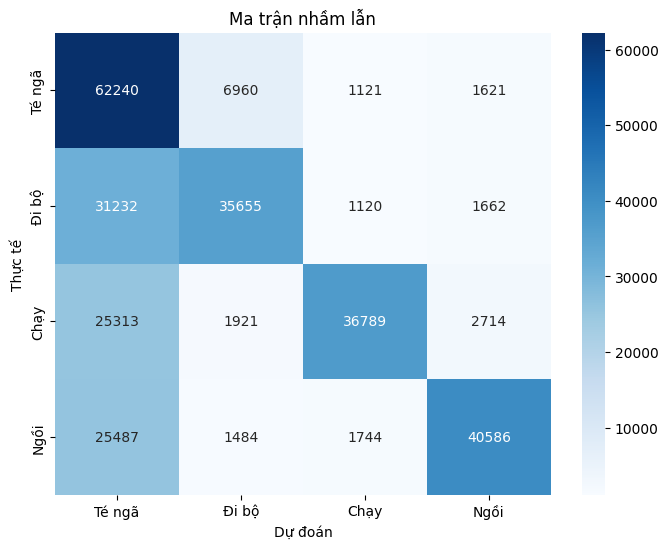 Ma trận nhầm lẫn
Thực tế
Té ngã 62240 6960 1121 1621
Đi bộ 31232 35655 1120 1662
Chạy 25313 1921 36789 2714
Ngồi 25487 1484 1744 40586
Té ngã Đi bộ Chạy Ngồi
Dự đoán
60000
50000
40000
30000
20000
10000